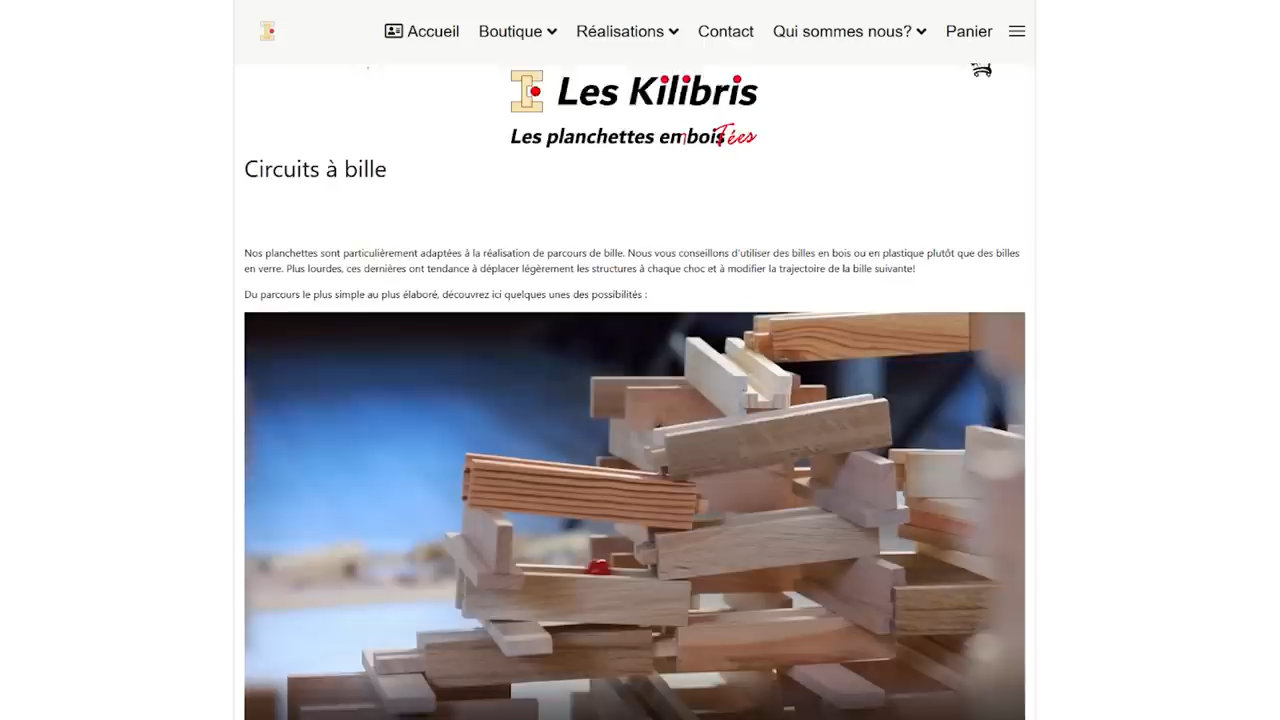 Accueil Boutique Réalisations Contact Qui sommes nous? Panier
Les Kilibris
Les planchettes emboisTées
Circuits à bille
Nos planchettes sont particulièrement adaptées à la réalisation de parcours de bille. Nous vous conseillons d'utiliser des billes en bois ou en plastique plutôt que des billes
en verre. Plus lourdes, ces dernières ont tendance à déplacer légèrement les structures à chaque choc et à modifier la trajectoire de la bille suivante!
Du parcours le plus simple au plus élaboré, découvrez ici quelques unes des possibilités :